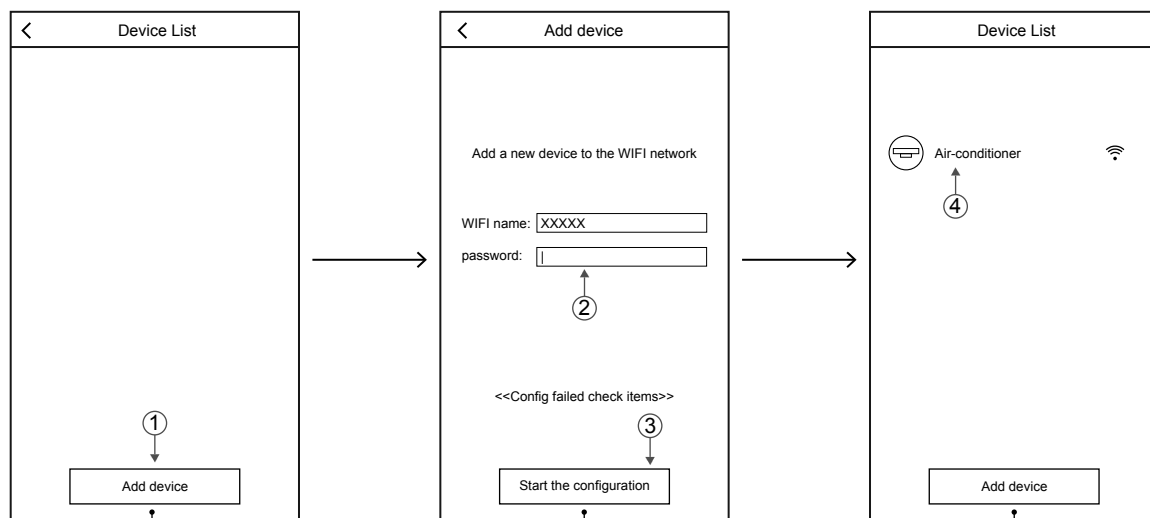 Device List
①
Add device
Add device
Add a new device to the WIFI network
WIFI name: XXXXX
password:
②
<<Config failed check items>>
③
Start the configuration
Device List
Air-conditioner
④
Add device